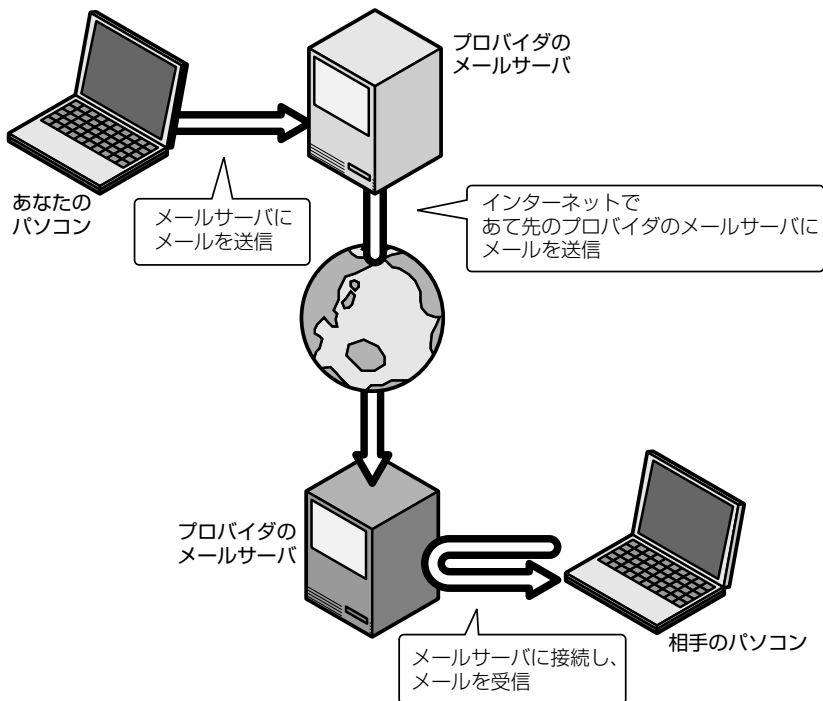 プロバイダの
メールサーバ
あなたの
パソコン
メールサーバに
メールを送信
インターネットで
あて先のプロバイダのメールサーバに
メールを送信
プロバイダの
メールサーバ
相手のパソコン
メールサーバに接続し、
メールを受信